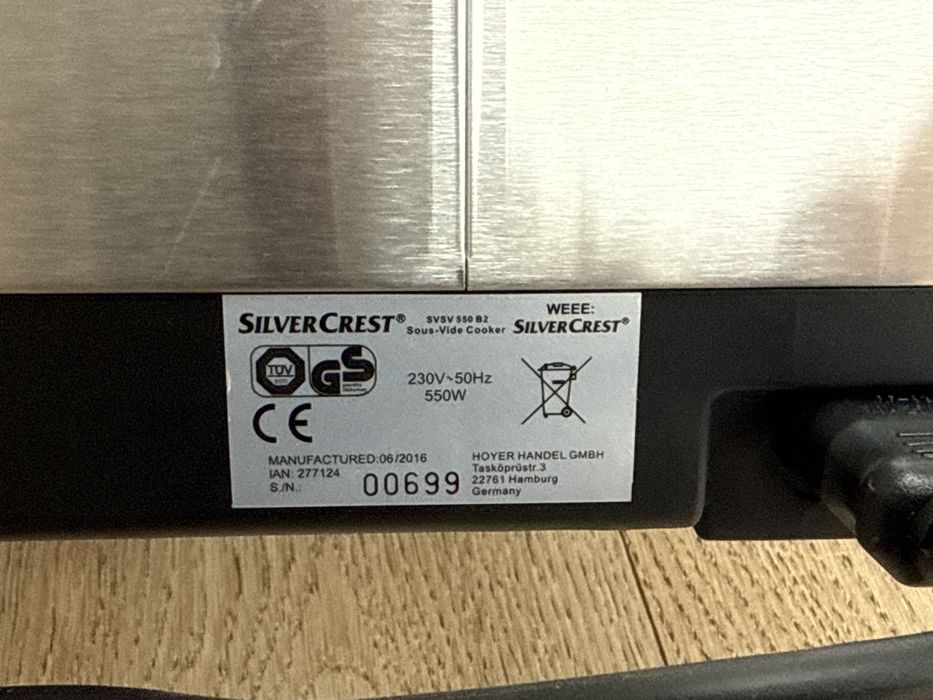 SILVERCREST®
SVSV 550 B2
Sous-Vide Cooker
WEEE:
SILVERCREST®
TÜV
GS
230V~50Hz
550W
CE
MANUFACTURED:06/2016
IAN: 277124
S./N.: 00699
HOYER HANDEL GMBH
Tasköprüstr.3
22761 Hamburg
Germany